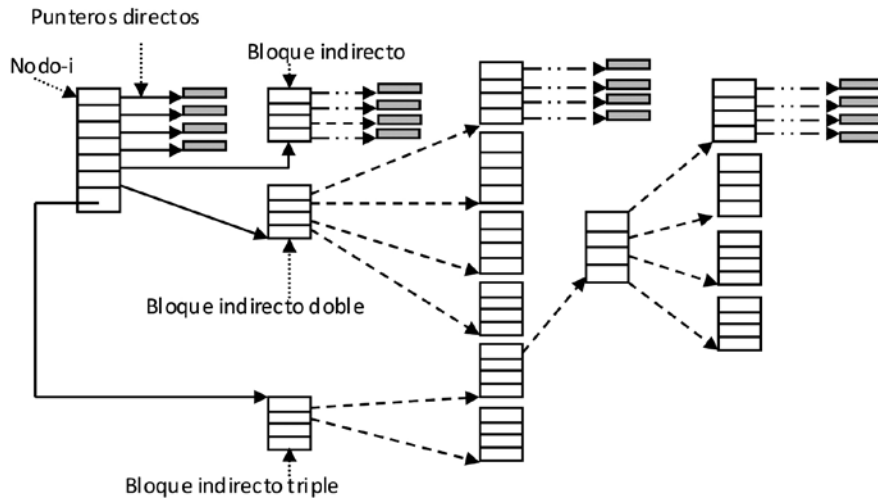 Punteros directos
Nodo-i
Bloque indirecto
Bloque indirecto doble
Bloque indirecto triple